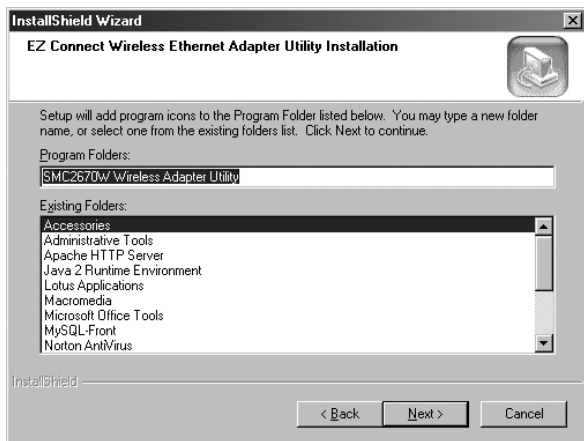 InstallShield Wizard
EZ Connect Wireless Ethernet Adapter Utility Installation
Setup will add program icons to the Program Folder listed below. You may type a new folder
name, or select one from the existing folders list. Click Next to continue.
Program Folders:
SMC2670W Wireless Adapter Utility
Existing Folders:
Accessories
Administrative Tools
Apache HTTP Server
Java 2 Runtime Environment
Lotus Applications
Macromedia
Microsoft Office Tools
MySQL-Front
Norton AntiVirus
InstallShield
< Back
Next >
Cancel